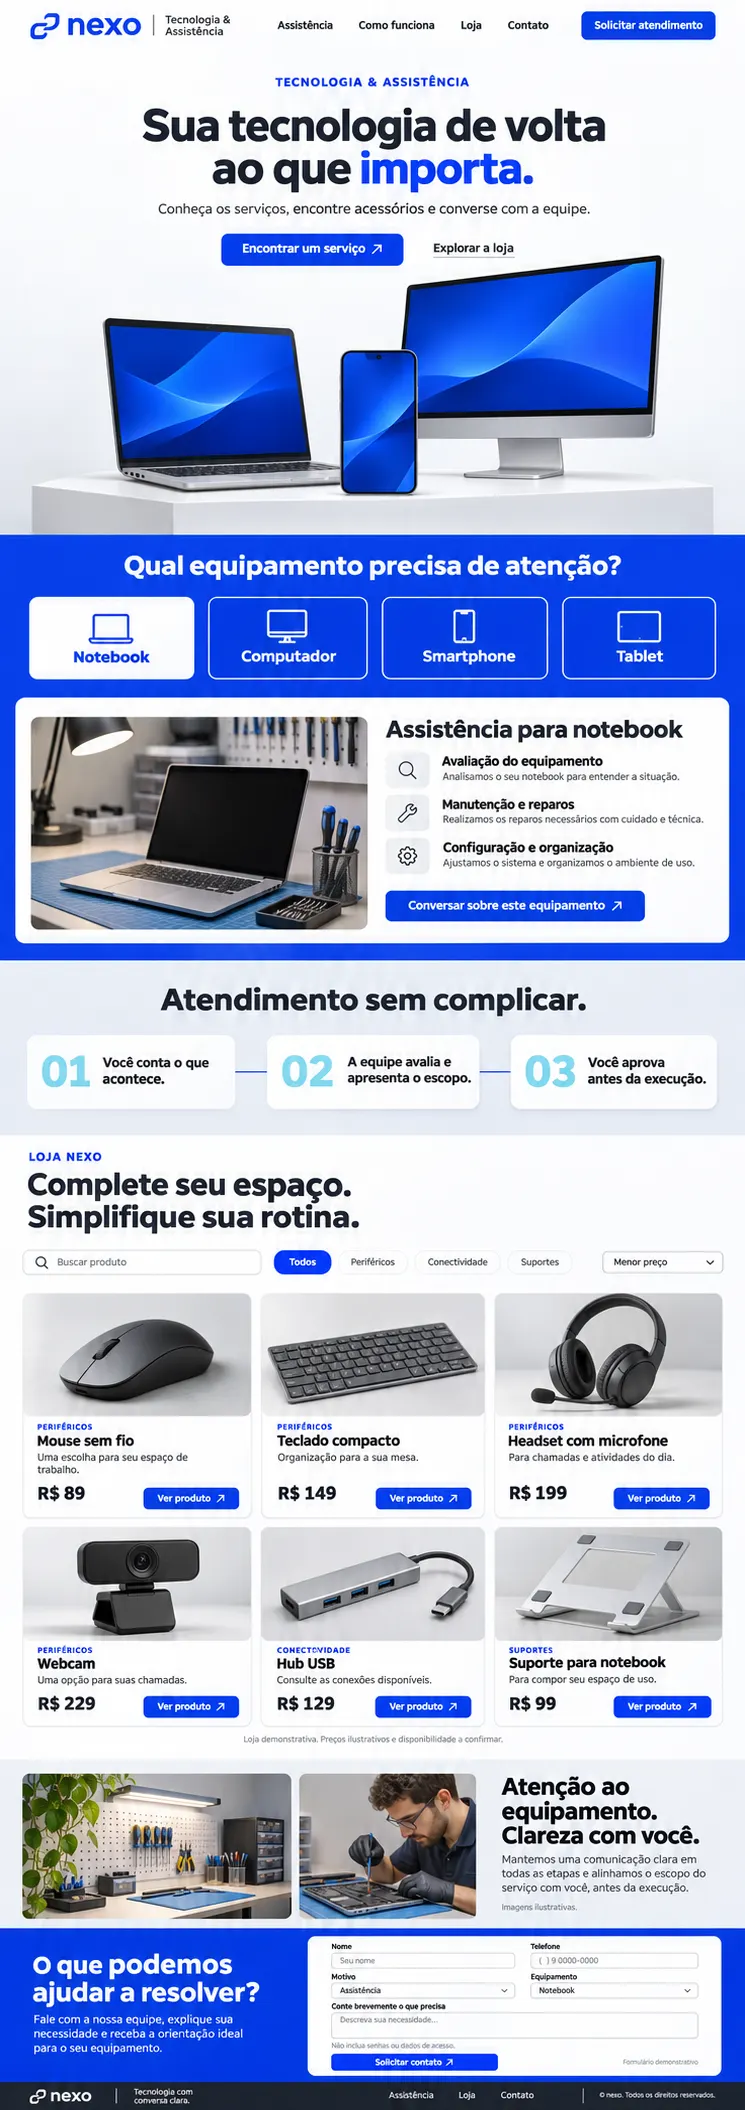 nexo
Tecnologia &
Assistência
Assistência
Como funciona
Loja
Contato
Solicitar atendimento
TECNOLOGIA & ASSISTÊNCIA
Sua tecnologia de volta
ao que importa.
Conheça os serviços, encontre acessórios e converse com a equipe.
Encontrar um serviço
Explorar a loja
Qual equipamento precisa de atenção?
Notebook
Computador
Smartphone
Tablet
Assistência para notebook
Avaliação do equipamento
Analisamos o seu notebook para entender a situação.
Manutenção e reparos
Realizamos os reparos necessários com cuidado e técnica.
Configuração e organização
Ajustamos o sistema e organizamos o ambiente de uso.
Conversar sobre este equipamento
Atendimento sem complicar.
01
Você conta o que
acontece.
02
A equipe avalia e
apresenta o escopo.
03
Você aprova
antes da execução.
LOJA NEXO
Complete seu espaço.
Simplifique sua rotina.
Buscar produto
Todos
Periféricos
Conectividade
Suportes
Menor preço
PERIFÉRICOS
Mouse sem fio
Uma escolha para seu espaço de
trabalho.
R$ 89
Ver produto
PERIFÉRICOS
Teclado compacto
Organização para a sua mesa.
R$ 149
Ver produto
PERIFÉRICOS
Headset com microfone
Para chamadas e atividades do dia.
R$ 199
Ver produto
PERIFÉRICOS
Webcam
Uma opção para suas chamadas.
R$ 229
Ver produto
CONECTIVIDADE
Hub USB
Consulte as conexões disponíveis.
R$ 129
Ver produto
SUPORTES
Suporte para notebook
Para compor seu espaço de uso.
R$ 99
Ver produto
Loja demonstrativa. Preços ilustrativos e disponibilidade a confirmar.
Atenção ao
equipamento.
Clareza com você.
Mantemos uma comunicação clara em
todas as etapas e alinhamos o escopo do
serviço com você, antes da execução.
Imagens ilustrativas.
O que podemos
ajudar a resolver?
Fale com a nossa equipe, explique sua
necessidade e receba a orientação ideal
para o seu equipamento.
Nome
Seu nome
Telefone
( ) 9 0000-0000
Motivo
Assistência
Equipamento
Notebook
Conte brevemente o que precisa
Descreva sua necessidade...
Não inclua senhas ou dados de acesso.
Solicitar contato
Formulário demonstrativo
nexo
Tecnologia com
conversa clara.
Assistência
Loja
Contato
© nexo. Todos os direitos reservados.